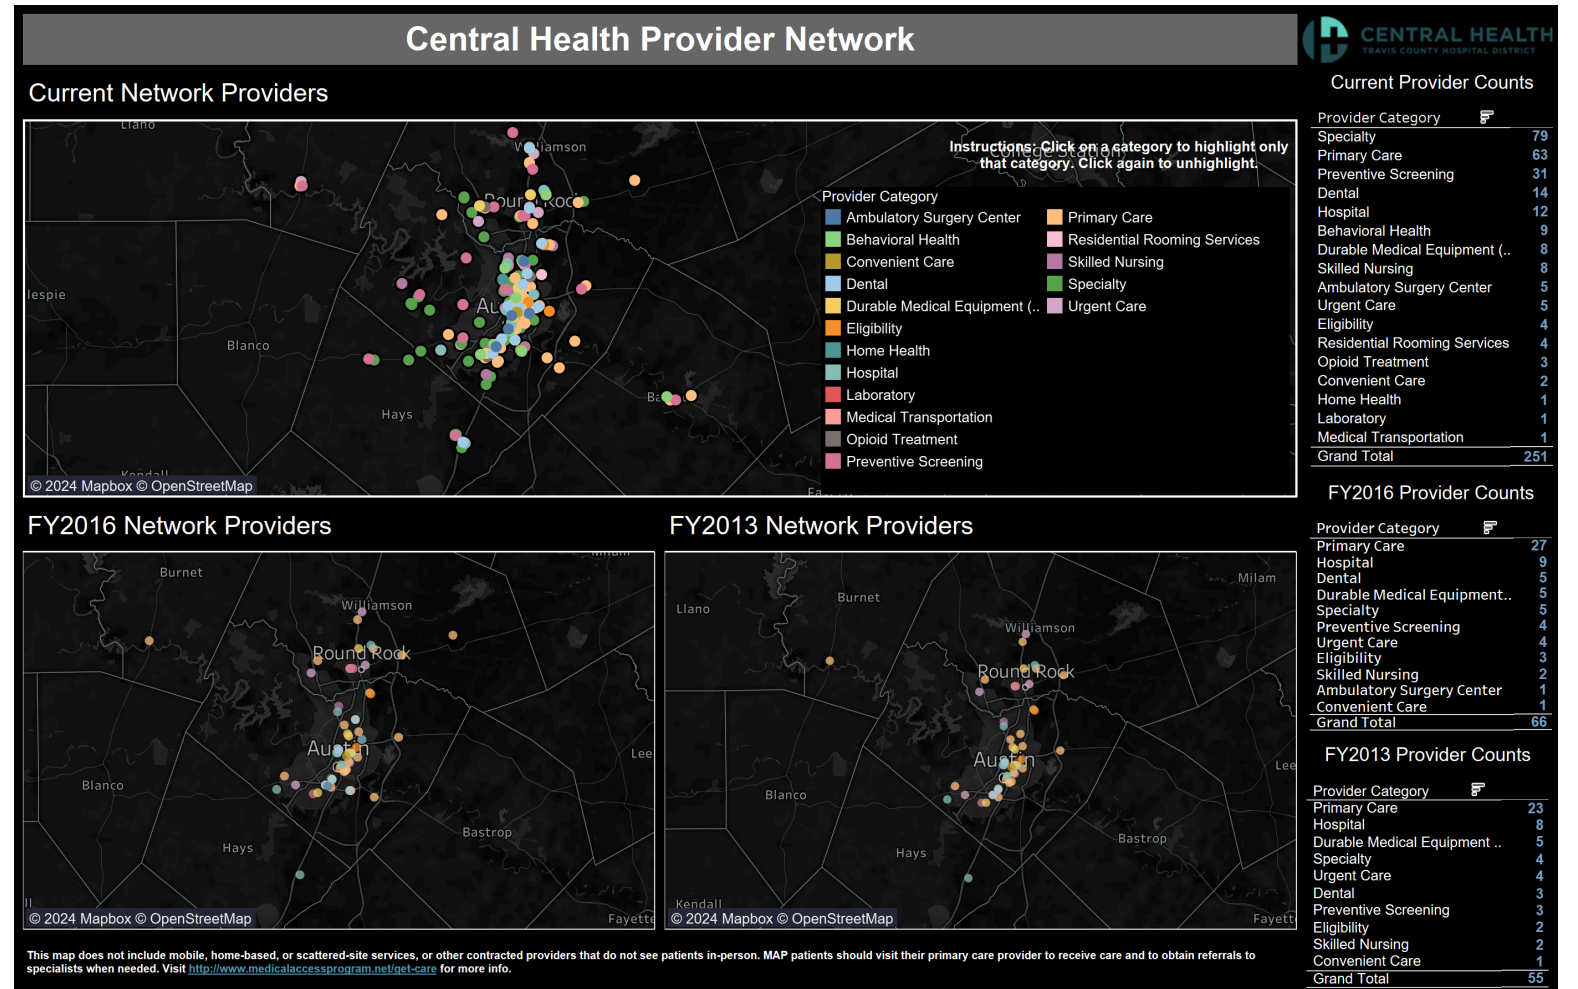 Central Health Provider Network
CENTRAL HEALTH
TRAVIS COUNTY HOSPITAL DISTRICT
Current Network Providers
Llano
Williamson
Round Rock
lespie
Blanco
Hays
Kendall
College Station
Instructions: Click on a category to highlight only
that category. Click again to unhighlight.
Provider Category
Ambulatory Surgery Center
Behavioral Health
Convenient Care
Dental
Durable Medical Equipment (..
Eligibility
Home Health
Hospital
Laboratory
Medical Transportation
Opioid Treatment
Preventive Screening
Primary Care
Residential Rooming Services
Skilled Nursing
Specialty
Urgent Care
© 2024 Mapbox © OpenStreetMap
Current Provider Counts
Provider Category
Specialty 79
Primary Care 63
Preventive Screening 31
Dental 14
Hospital 12
Behavioral Health 9
Durable Medical Equipment (.. 8
Skilled Nursing 8
Ambulatory Surgery Center 5
Urgent Care 5
Eligibility 4
Residential Rooming Services 4
Opioid Treatment 3
Convenient Care 2
Home Health 1
Laboratory 1
Medical Transportation 1
Grand Total 251
FY2016 Network Providers
Burnet
Milam
Williamson
Round Rock
Austin
Lee
Blanco
Bastrop
Hays
Fayette
© 2024 Mapbox © OpenStreetMap
FY2013 Network Providers
Milam
Burnet
Llano
Williamson
Round Rock
Austin
Lee
Blanco
Bastrop
Hays
Kendall
Fayett
© 2024 Mapbox © OpenStreetMap
FY2016 Provider Counts
Provider Category
Primary Care 27
Hospital 9
Dental 5
Durable Medical Equipment.. 5
Specialty 5
Preventive Screening 4
Urgent Care 4
Eligibility 3
Skilled Nursing 2
Ambulatory Surgery Center 1
Convenient Care 1
Grand Total 66
FY2013 Provider Counts
Provider Category
Primary Care 23
Hospital 8
Durable Medical Equipment .. 5
Specialty 4
Urgent Care 4
Dental 3
Preventive Screening 3
Eligibility 2
Skilled Nursing 2
Convenient Care 1
Grand Total 55
This map does not include mobile, home-based, or scattered-site services, or other contracted providers that do not see patients in-person. MAP patients should visit their primary care provider to receive care and to obtain referrals to
specialists when needed. Visit http://www.medicalaccessprogram.net/get-care for more info.